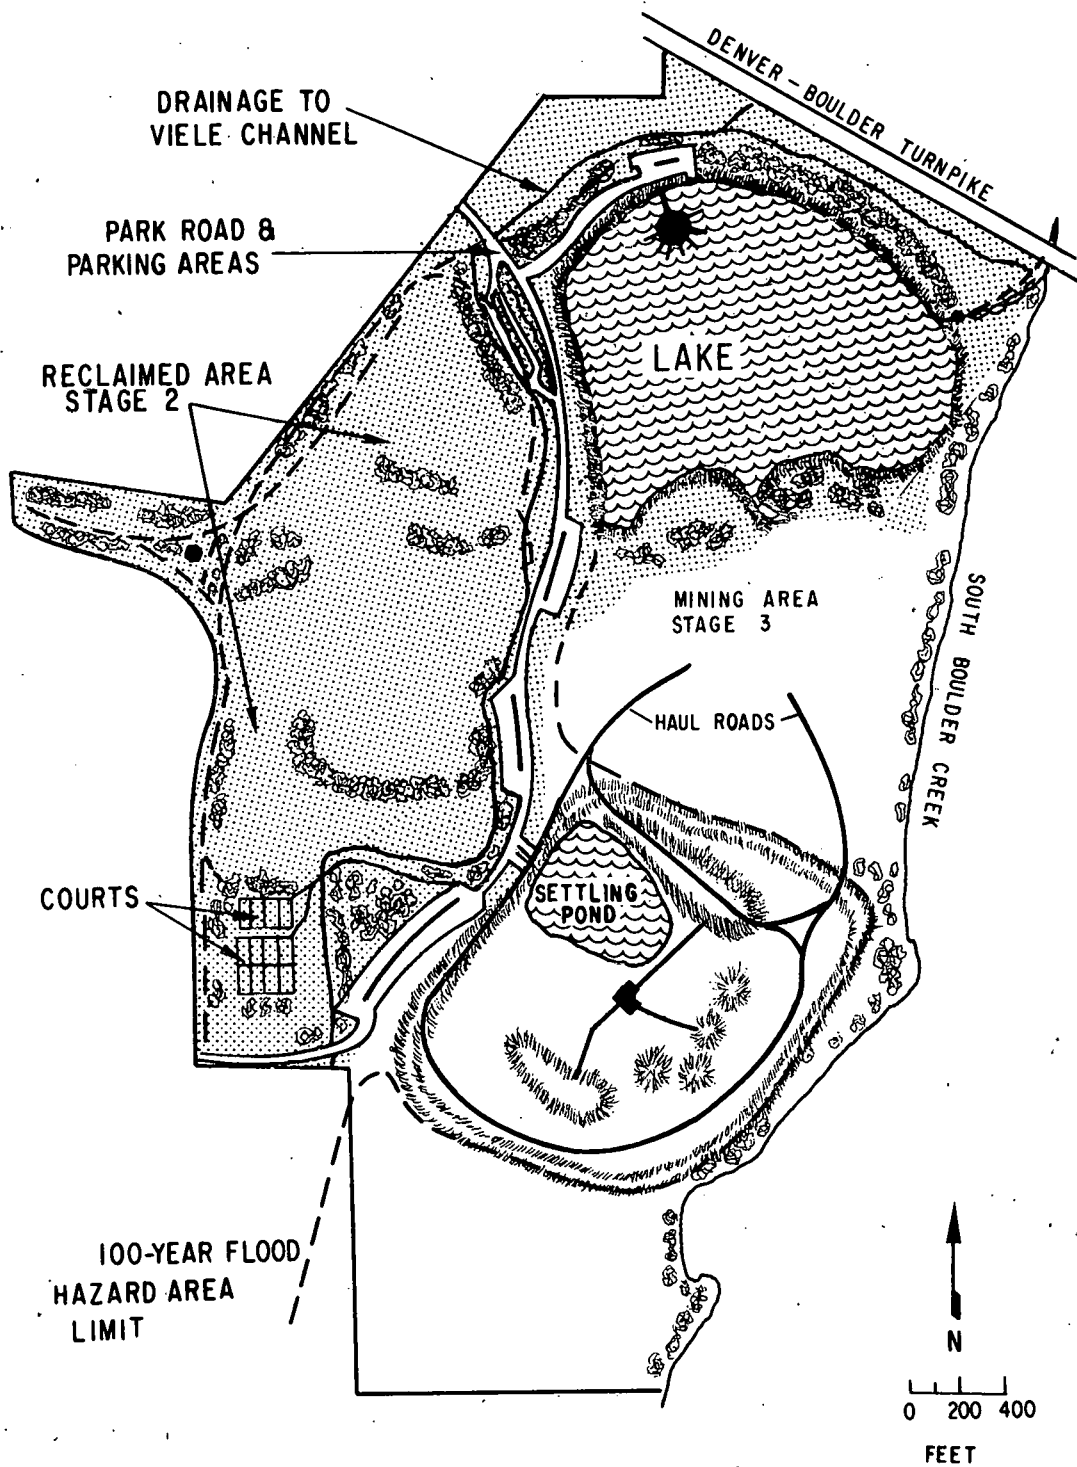 DENVER – BOULDER TURNPIKE
DRAINAGE TO
VIELE CHANNEL
PARK ROAD &
PARKING AREAS
LAKE
RECLAIMED AREA
STAGE 2
MINING AREA
STAGE 3
SOUTH BOULDER CREEK
HAUL ROADS
COURTS
SETTLING
POND
100-YEAR FLOOD
HAZARD AREA
LIMIT
N
0 200 400
FEET